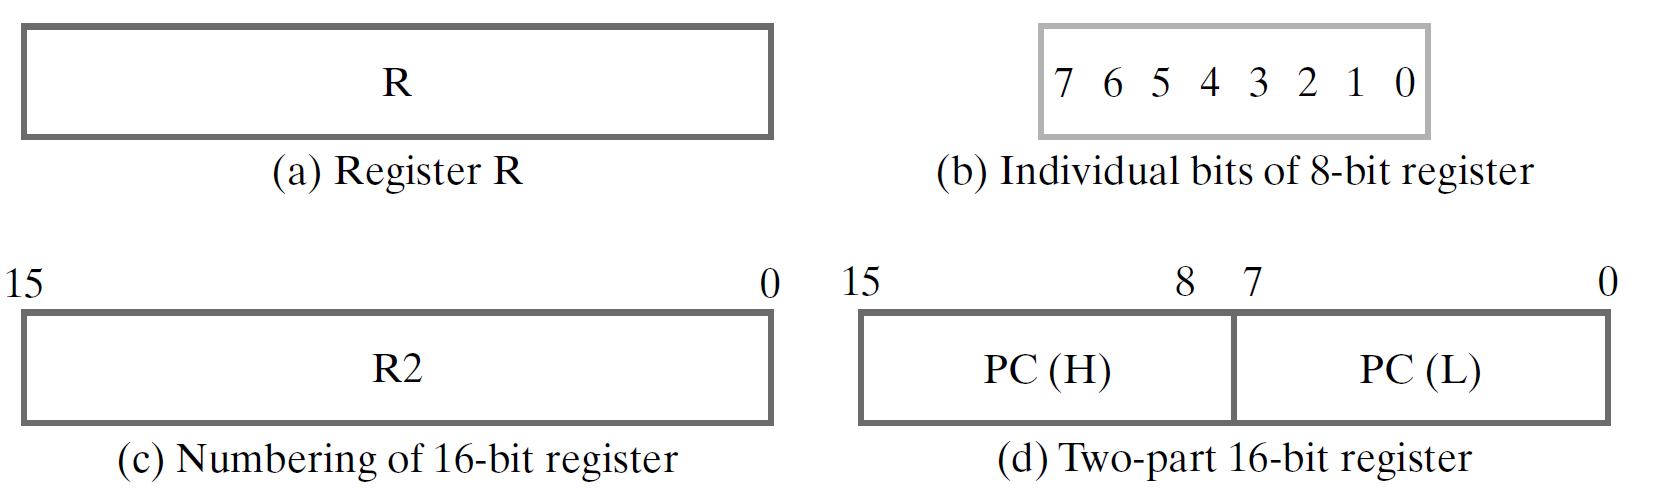 R
(a) Register R
7 6 5 4 3 2 1 0
(b) Individual bits of 8-bit register
15 0
R2
(c) Numbering of 16-bit register
15 8 7 0
PC (H) PC (L)
(d) Two-part 16-bit register